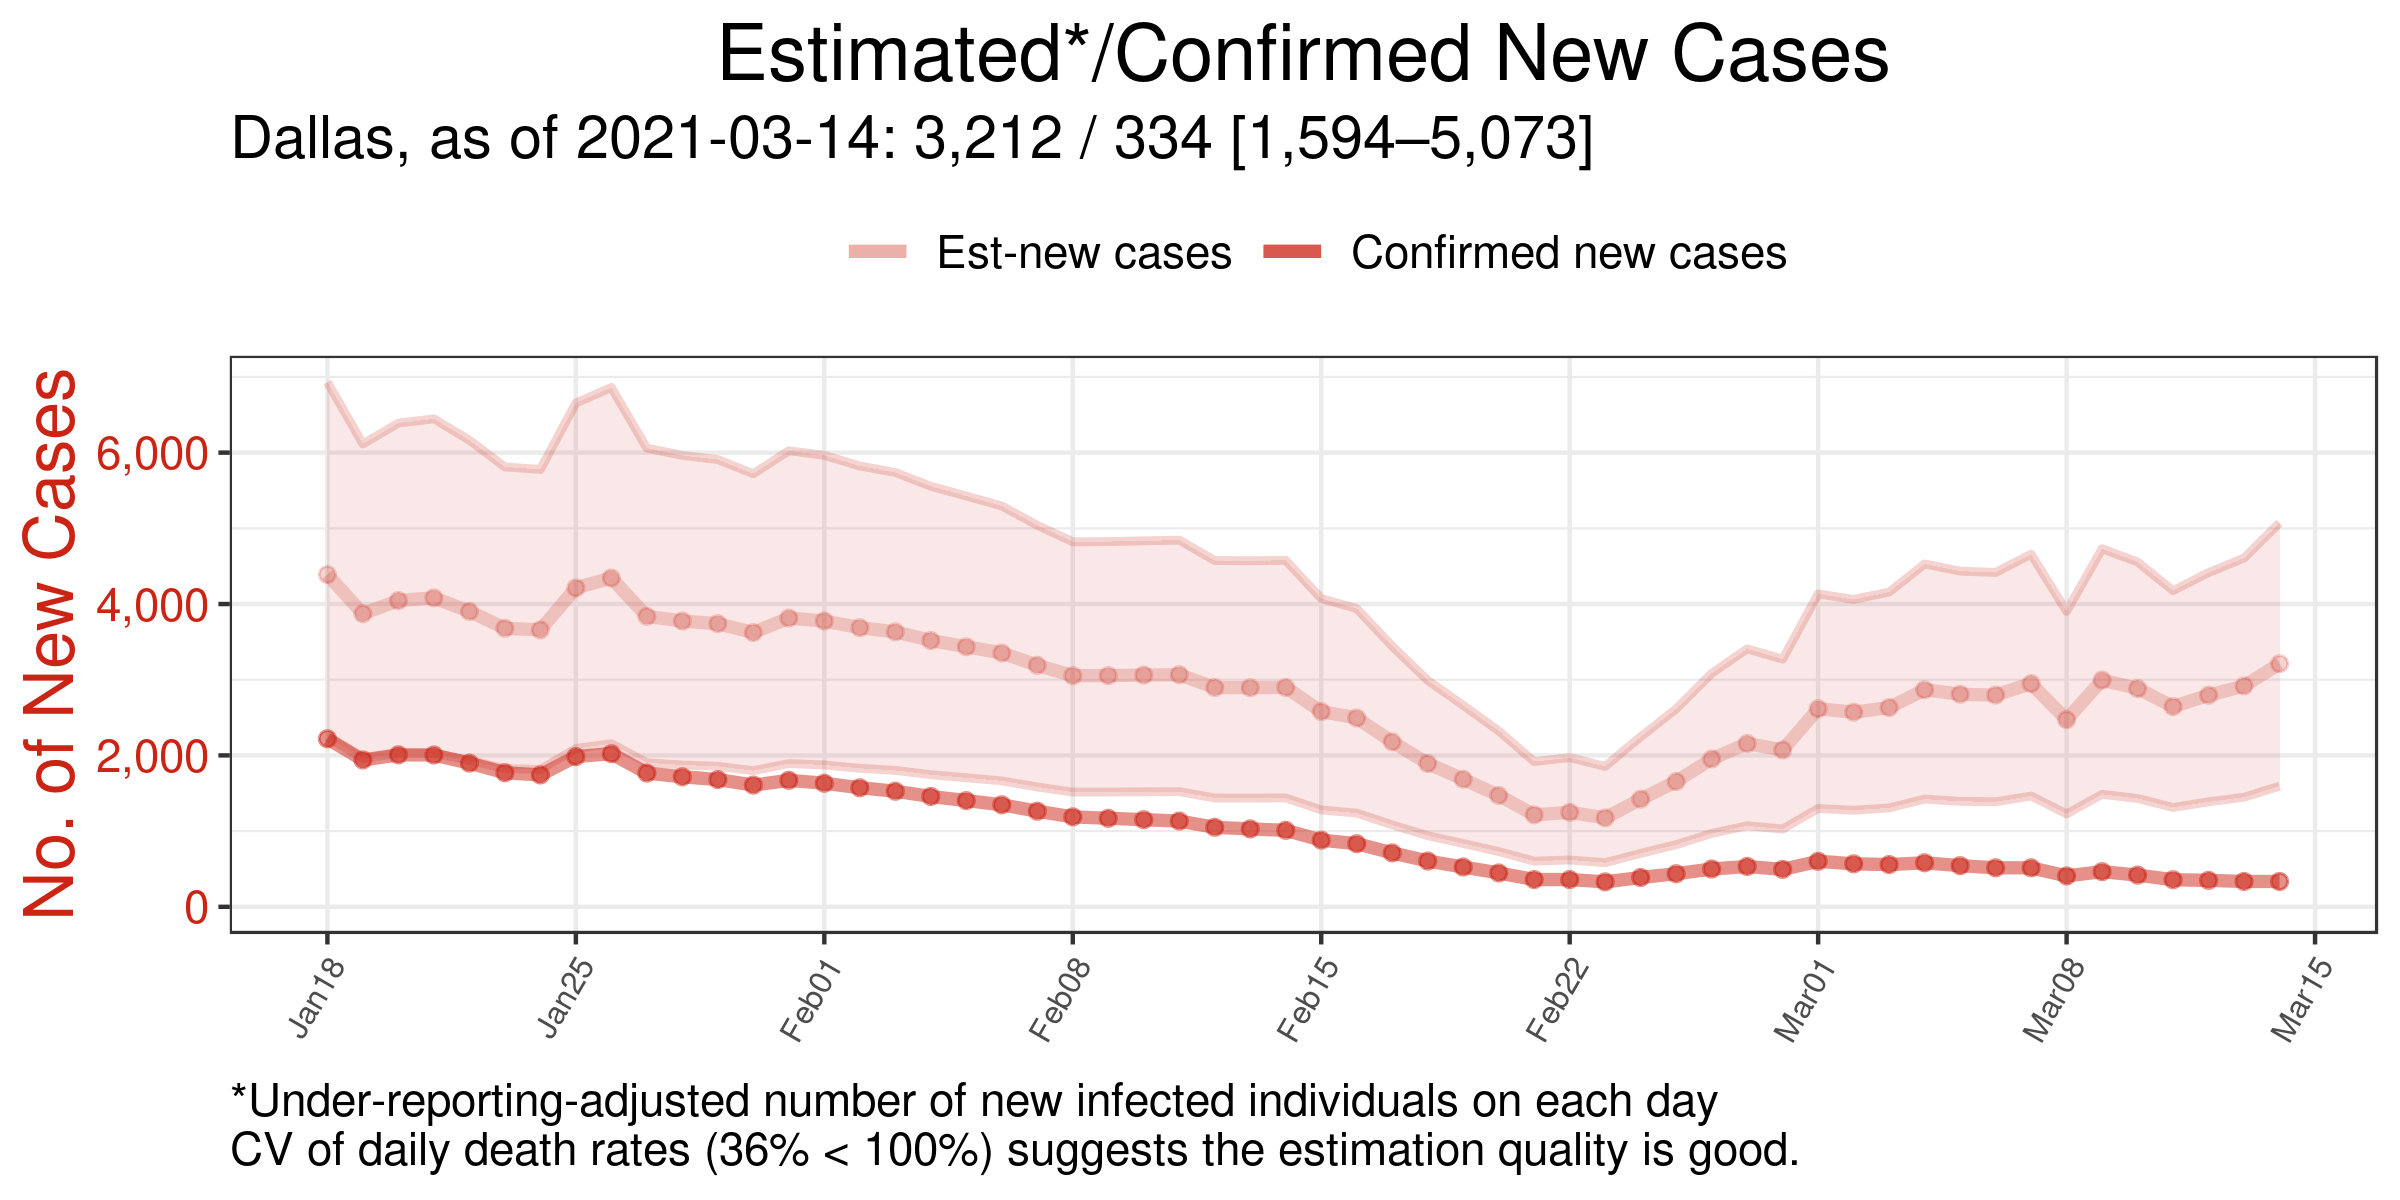 Estimated*/Confirmed New Cases
Dallas, as of 2021-03-14: 3,212 / 334 [1,594–5,073]
Est-new cases
Confirmed new cases
No. of New Cases
6,000
4,000
2,000
0
Jan18
Jan25
Feb01
Feb08
Feb15
Feb22
Mar01
Mar08
Mar15
*Under-reporting-adjusted number of new infected individuals on each day
CV of daily death rates (36% < 100%) suggests the estimation quality is good.